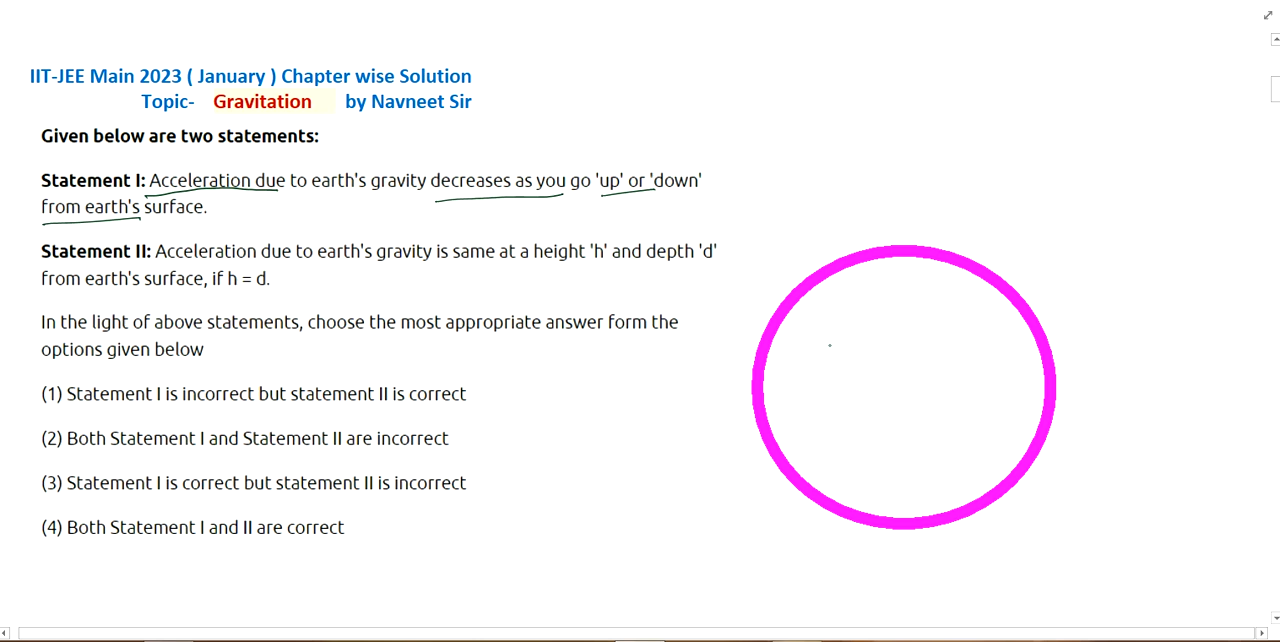 IIT-JEE Main 2023 ( January ) Chapter wise Solution
Topic- Gravitation by Navneet Sir
Given below are two statements:
Statement I: Acceleration due to earth's gravity decreases as you go 'up' or 'down'
from earth's surface.
Statement II: Acceleration due to earth's gravity is same at a height 'h' and depth 'd'
from earth's surface, if h = d.
In the light of above statements, choose the most appropriate answer form the
options given below
(1) Statement I is incorrect but statement II is correct
(2) Both Statement I and Statement II are incorrect
(3) Statement I is correct but statement II is incorrect
(4) Both Statement I and II are correct